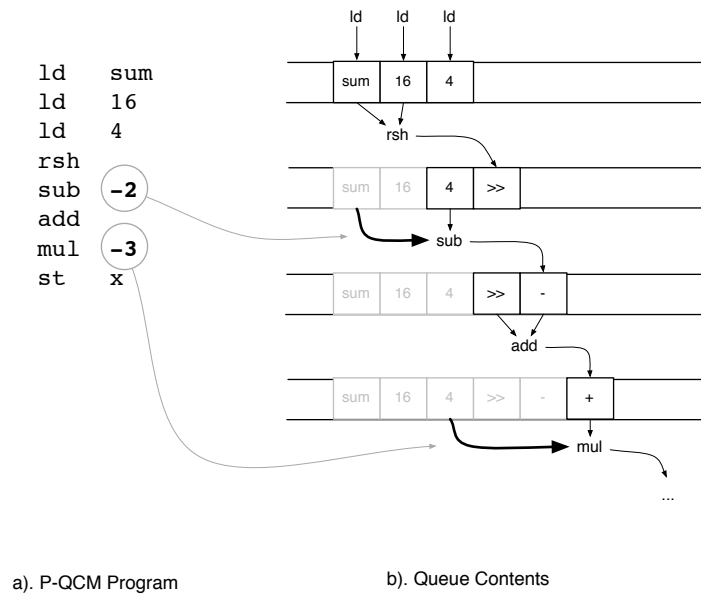 ld sum
ld 16
ld 4
rsh
sub -2
add
mul -3
st x
ld ld ld
sum 16 4
rsh
sum 16 4 >>
sub
sum 16 4 >> -
add
sum 16 4 >> - +
mul
...
a). P-QCM Program
b). Queue Contents